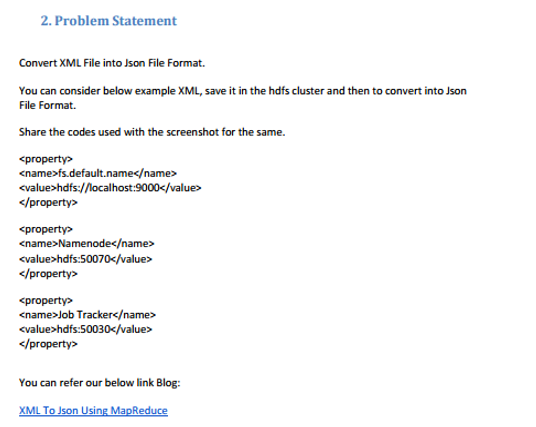 2. Problem Statement
Convert XML File into Json File Format.
You can consider below example XML, save it in the hdfs cluster and then to convert into Json
File Format.
Share the codes used with the screenshot for the same.
<property>
<name>fs.default.name</name>
<value>hdfs://localhost:9000</value>
</property>
<property>
<name>Namenode</name>
<value>hdfs:50070</value>
</property>
<property>
<name>Job Tracker</name>
<value>hdfs:50030</value>
</property>
You can refer our below link Blog:
XML To Json Using MapReduce